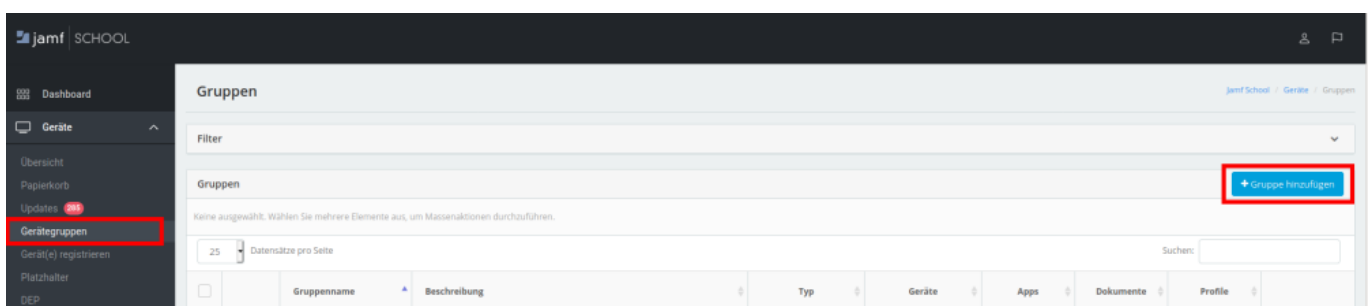 jamf SCHOOL
Dashboard
Geräte
Übersicht
Papierkorb
Updates 265
Gerätegruppen
Gerät(e) registrieren
Platzhalter
DEP
Gruppen
Jamf School / Geräte / Gruppen
Filter
Gruppen
+ Gruppe hinzufügen
Keine ausgewählt. Wählen Sie mehrere Elemente aus, um Massenaktionen durchzuführen.
25 Datensätze pro Seite
Suchen:
Gruppenname Beschreibung Typ Geräte Apps Dokumente Profile